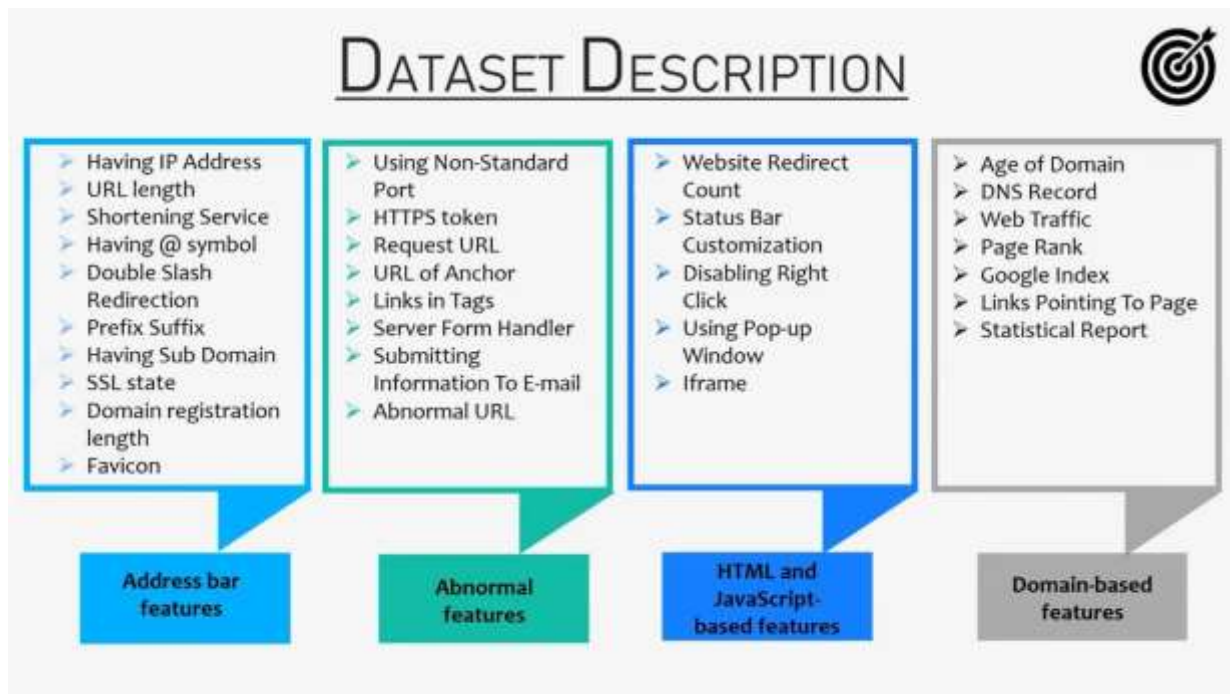 DATASET DESCRIPTION
Having IP Address
URL length
Shortening Service
Having @ symbol
Double Slash
Redirection
Prefix Suffix
Having Sub Domain
SSL state
Domain registration
length
Favicon
Address bar
features
Using Non-Standard
Port
HTTPS token
Request URL
URL of Anchor
Links in Tags
Server Form Handler
Submitting
Information To E-mail
Abnormal URL
Abnormal
features
Website Redirect
Count
Status Bar
Customization
Disabling Right
Click
Using Pop-up
Window
Iframe
HTML and
JavaScript-
based features
Age of Domain
DNS Record
Web Traffic
Page Rank
Google Index
Links Pointing To Page
Statistical Report
Domain-based
features